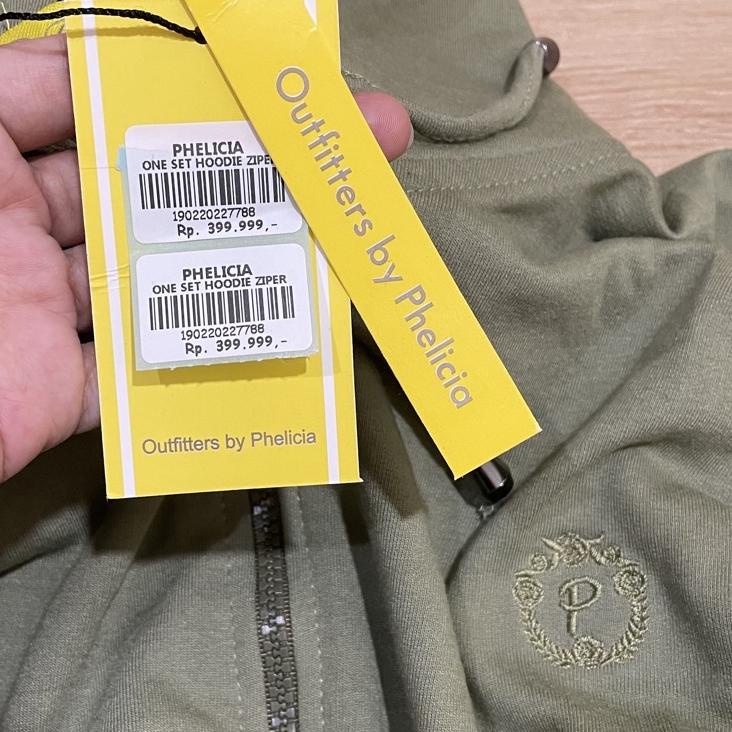 PHELICIA
ONE SET HOODIE ZIPE
190220227788
Rp. 399.999,-
PHELICIA
ONE SET HOODIE ZIPER
190220227788
Rp. 399.999,-
Outfitters by Phelicia
Outfitters by Phelicia
P